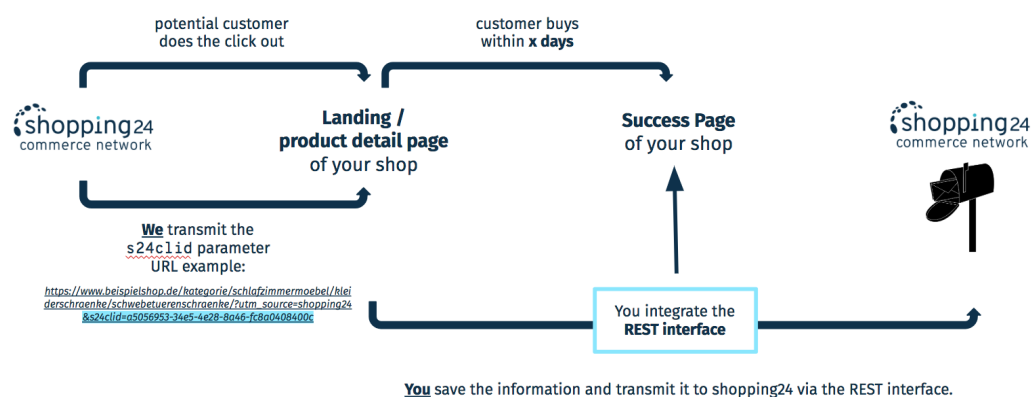 potential customer
does the click out
customer buys
within x days
shopping24
commerce network
Landing /
product detail page
of your shop
Success Page
of your shop
shopping24
commerce network
We transmit the
s24clid parameter
URL example:
https://www.beispielshop.de/kategorie/schlafzimmermoebel/klei
derschraenke/schwebetuerenschraenke/?utm_source=shopping24
&s24clid=a5056953-34e5-4e28-8a46-fc8a0408400c
You integrate the
REST interface
You save the information and transmit it to shopping24 via the REST interface.